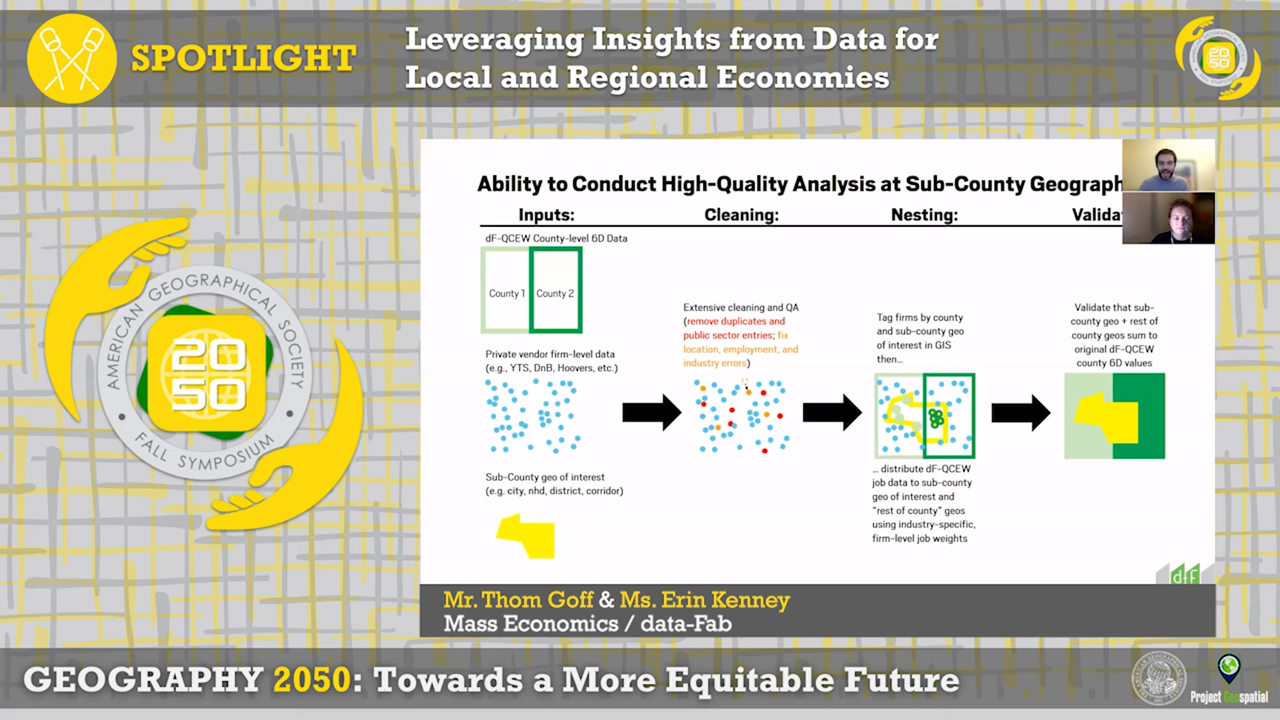 SPOTLIGHT
Leveraging Insights from Data for
Local and Regional Economies
20
50
AMERICAN GEOGRAPHICAL SOCIETY
20
50
• FALL SYMPOSIUM •
Ability to Conduct High-Quality Analysis at Sub-County Geograph
Inputs:
Cleaning:
Nesting:
Valida
dF-QCEW County-level 6D Data
County 1
County 2
Private vendor firm-level data
(e.g., YTS, DnB, Hoovers, etc.)
Sub-County geo of interest
(e.g. city, nhd, district, corridor)
Extensive cleaning and QA
(remove duplicates and
public sector entries; fix
location, employment, and
industry errors)
Tag firms by county
and sub-county geo
of interest in GIS
then...
... distribute dF-QCEW
job data to sub-county
geo of interest and
"rest of county" geos
using industry-specific,
firm-level job weights
Validate that sub-
county geo + rest of
county geos sum to
original dF-QCEW
county 6D values
dfF
Mr. Thom Goff & Ms. Erin Kenney
Mass Economics / data-Fab
GEOGRAPHY 2050: Towards a More Equitable Future
Project Geospatial